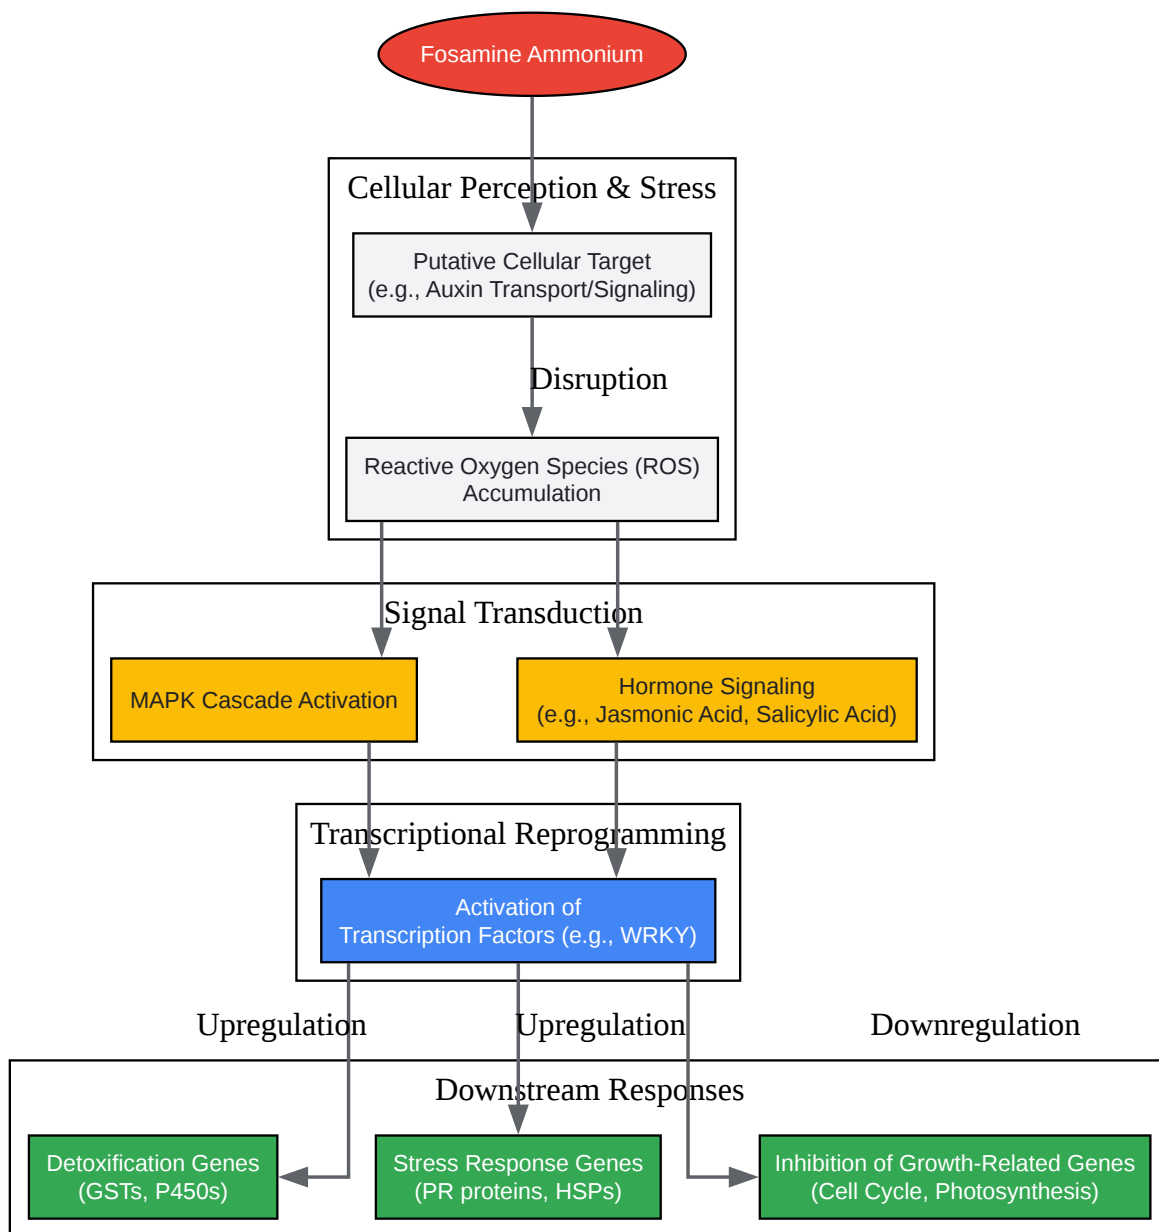 Fosamine Ammonium
Cellular Perception & Stress
Putative Cellular Target
(e.g., Auxin Transport/Signaling)
Disruption
Reactive Oxygen Species (ROS)
Accumulation
Signal Transduction
MAPK Cascade Activation
Hormone Signaling
(e.g., Jasmonic Acid, Salicylic Acid)
Transcriptional Reprogramming
Activation of
Transcription Factors (e.g., WRKY)
Upregulation
Upregulation
Downregulation
Downstream Responses
Detoxification Genes
(GSTs, P450s)
Stress Response Genes
(PR proteins, HSPs)
Inhibition of Growth-Related Genes
(Cell Cycle, Photosynthesis)